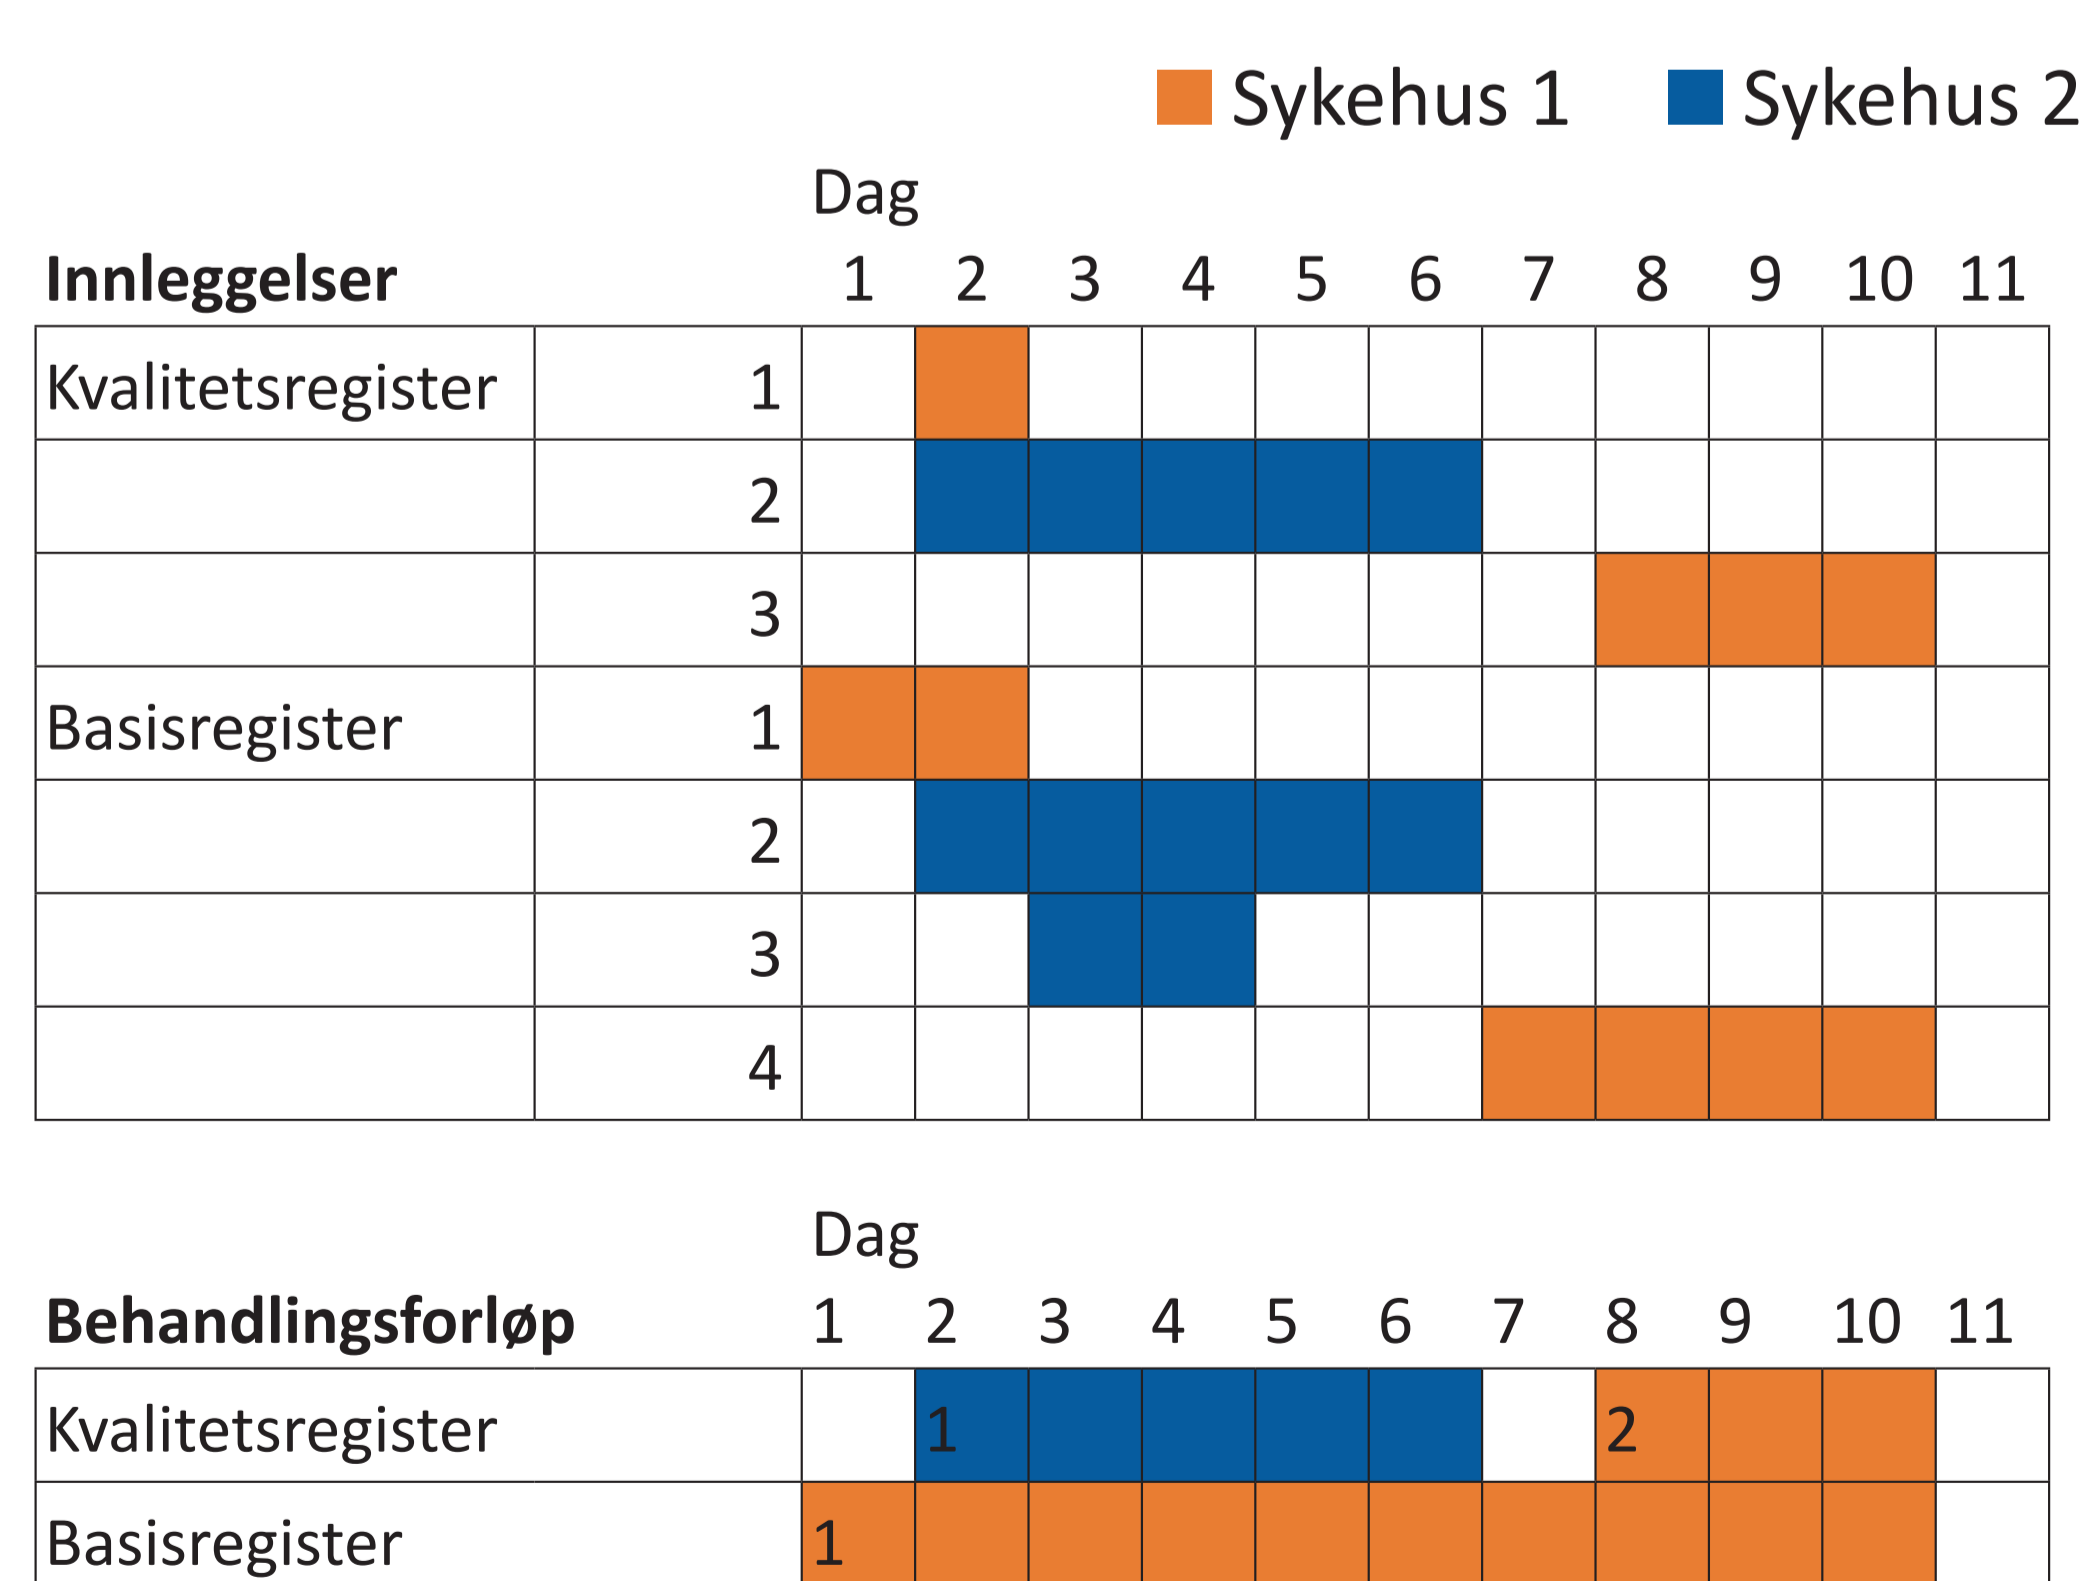 Sykehus 1 Sykehus 2
Dag
Innleggelser 1 2 3 4 5 6 7 8 9 10 11
Kvalitetsregister 1
2
3
Basisregister 1
2
3
4
Dag
Behandlingsforløp 1 2 3 4 5 6 7 8 9 10 11
Kvalitetsregister 1 2
Basisregister 1